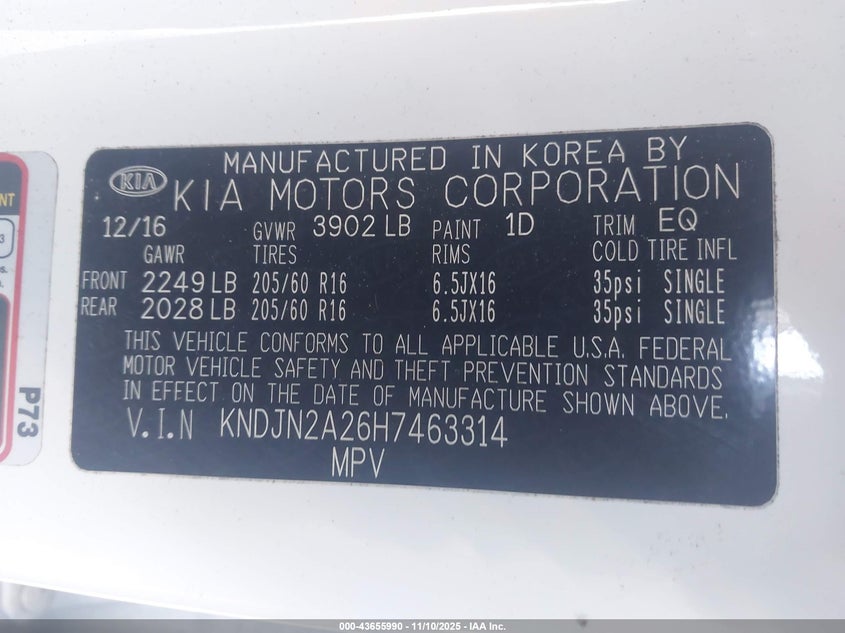 KIA
MANUFACTURED IN KOREA BY
KIA MOTORS CORPORATION
12/16 GVWR 3902 LB PAINT 1D TRIM EQ
GAWR TIRES RIMS COLD TIRE INFL
FRONT 2249 LB 205/60 R16 6.5JX16 35psi SINGLE
REAR 2028 LB 205/60 R16 6.5JX16 35psi SINGLE
THIS VEHICLE CONFORMS TO ALL APPLICABLE U.S.A. FEDERAL
MOTOR VEHICLE SAFETY AND THEFT PREVENTION STANDARDS
IN EFFECT ON THE DATE OF MANUFACTURE SHOWN ABOVE.
V.I.N KNDJN2A26H7463314
MPV
3
P73
000-43655990 - 11/10/2025 - IAA Inc.